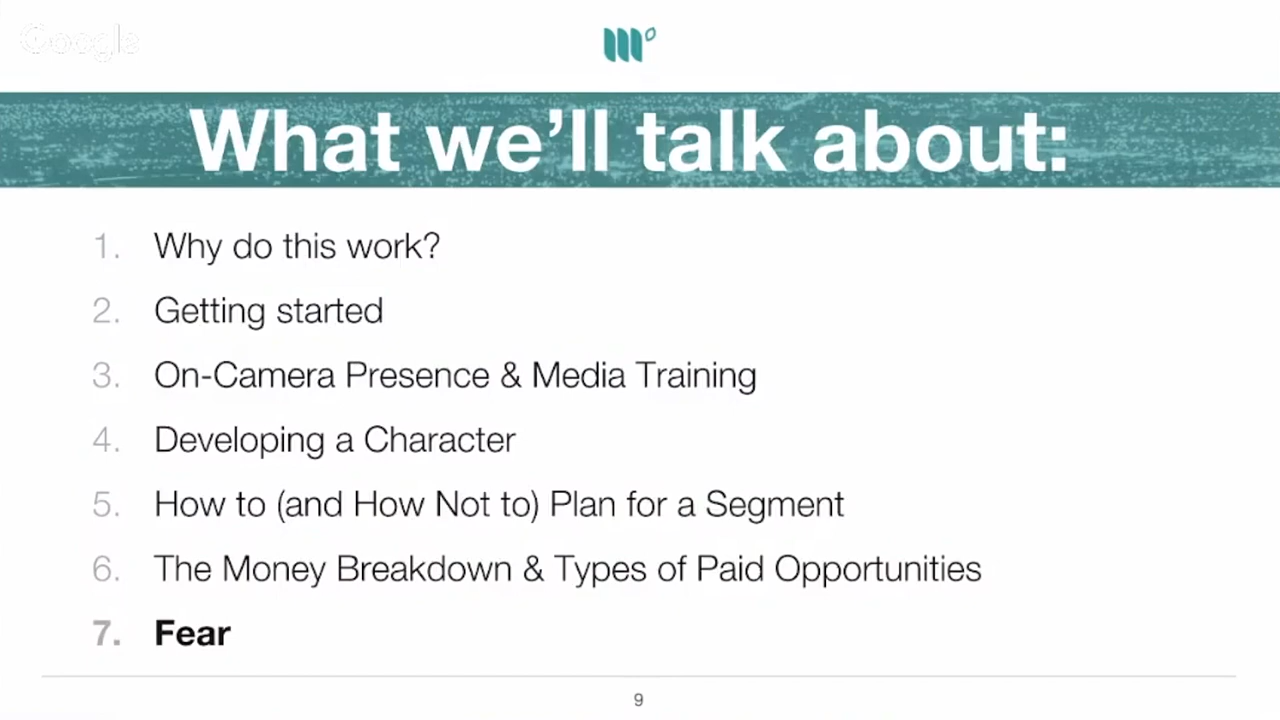 Google
What we’ll talk about:
1. Why do this work?
2. Getting started
3. On-Camera Presence & Media Training
4. Developing a Character
5. How to (and How Not to) Plan for a Segment
6. The Money Breakdown & Types of Paid Opportunities
7. Fear
9